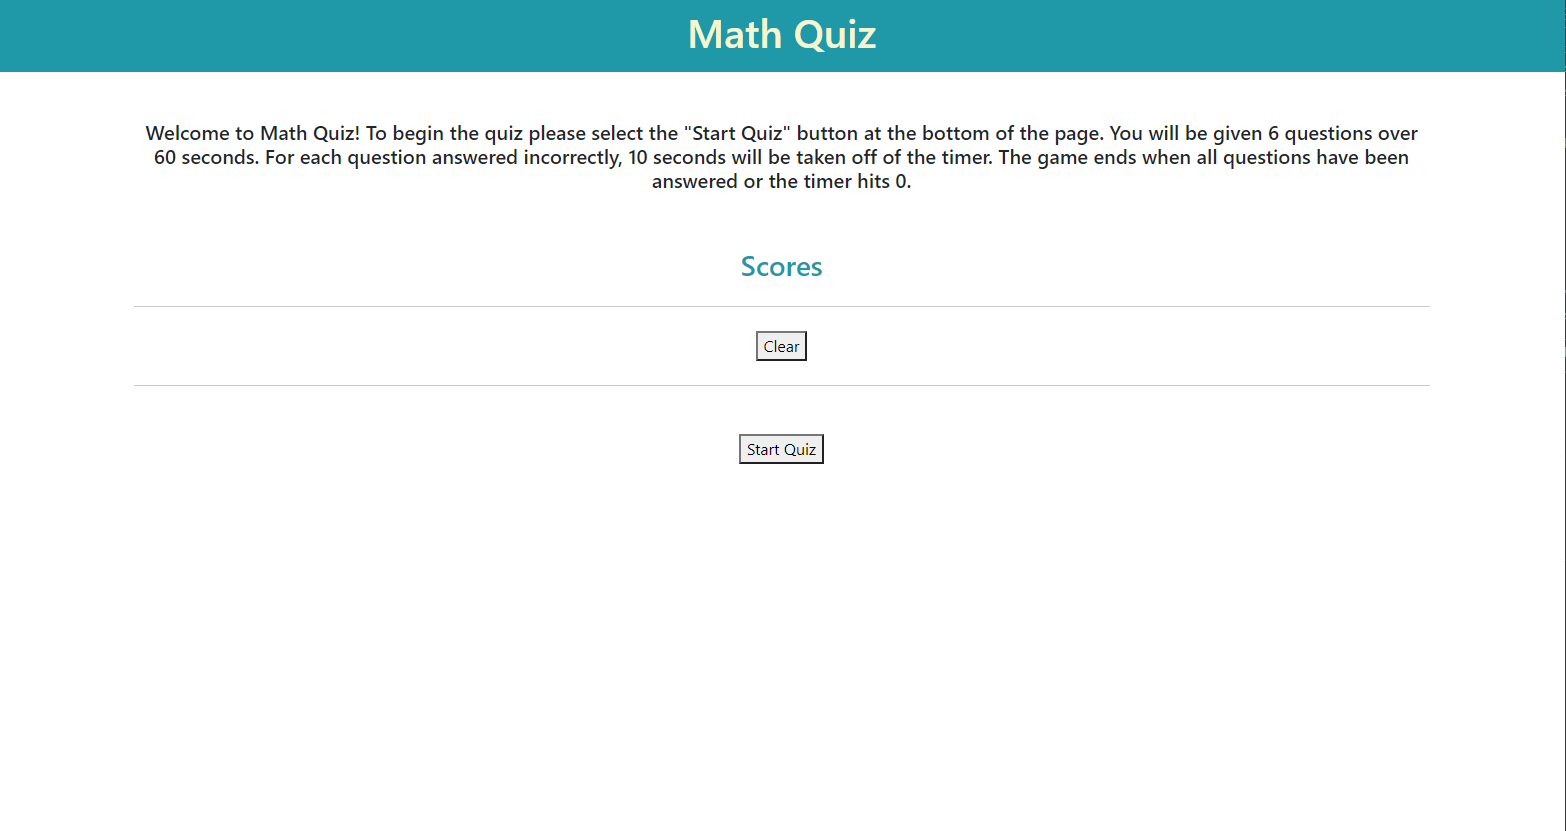 Math Quiz
Welcome to Math Quiz! To begin the quiz please select the "Start Quiz" button at the bottom of the page. You will be given 6 questions over
60 seconds. For each question answered incorrectly, 10 seconds will be taken off of the timer. The game ends when all questions have been
answered or the timer hits 0.
Scores
Clear
Start Quiz